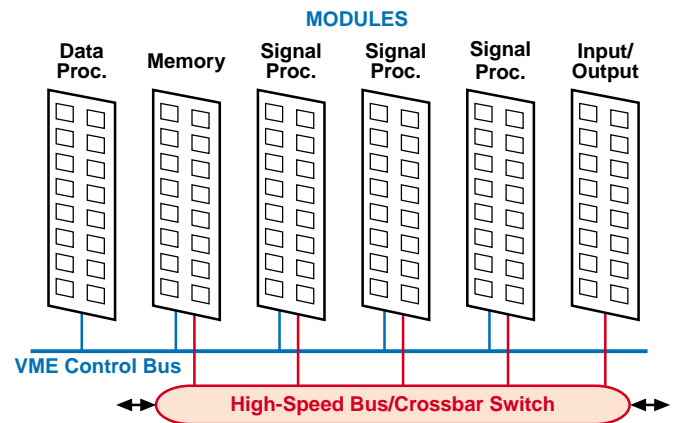 MODULES
Data
Proc.
Memory
Signal
Proc.
Signal
Proc.
Signal
Proc.
Input/
Output
VME Control Bus
High-Speed Bus/Crossbar Switch